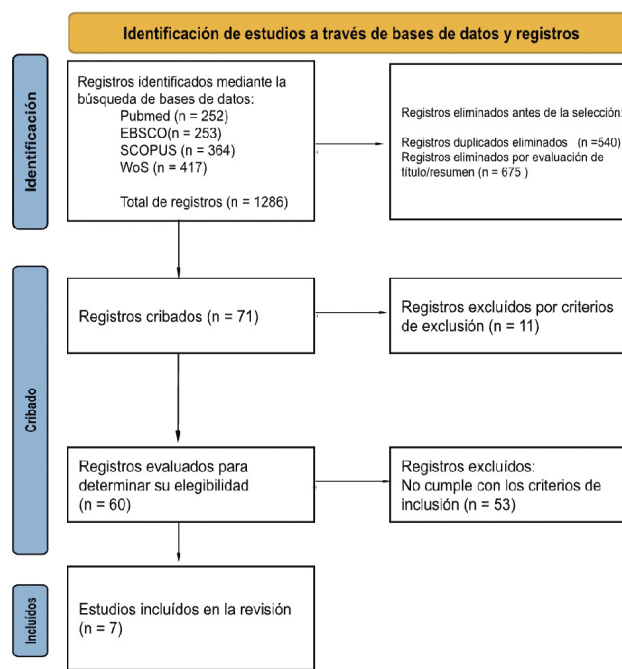 Identificación de estudios a través de bases de datos y registros
Identificación
Registros identificados mediante la
búsqueda de bases de datos:
Pubmed (n = 252)
EBSCO(n = 253)
SCOPUS (n = 364)
WoS (n = 417)
Total de registros (n = 1286)
Registros eliminados antes de la selección:
Registros duplicados eliminados (n =540)
Registros eliminados por evaluación de
título/resumen (n = 675 )
Cribado
Registros cribados (n = 71)
Registros excluídos por criterios
de exclusión (n = 11)
Registros evaluados para
determinar su elegibilidad
(n = 60)
Registros excluídos:
No cumple con los criterios de
inclusión (n = 53)
Incluídos
Estudios incluídos en la revisión
(n = 7)